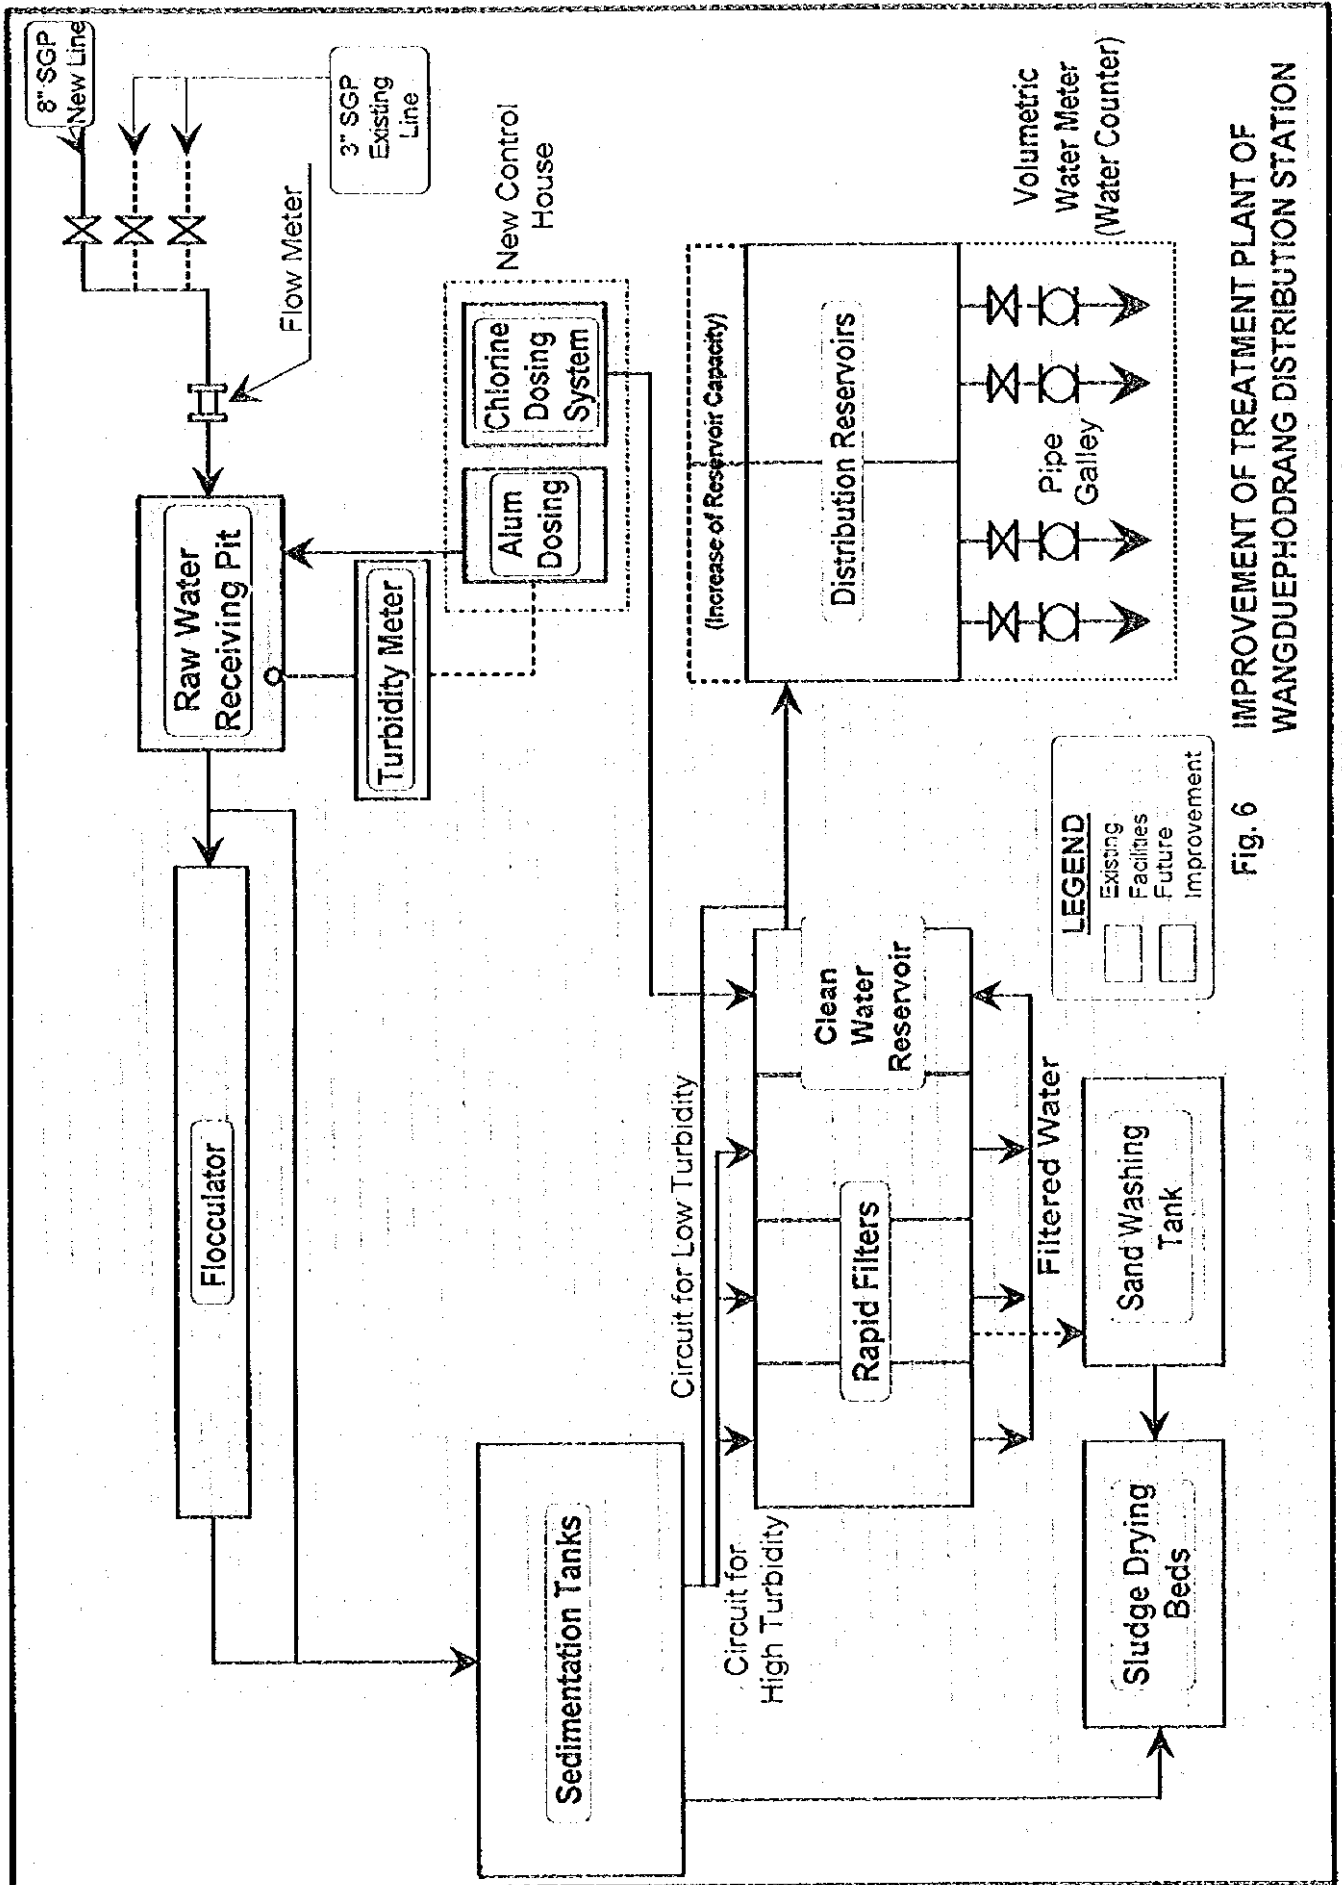 8" SGP
New Line
3" SGP
Existing
Line
Flow Meter
Raw Water
Receiving Pit
Turbidity Meter
Alum
Dosing
Chlorine
Dosing
System
New Control
House
Flocculator
Sedimentation Tanks
Circuit for Low Turbidity
Circuit for
High Turbidity
Rapid Filters
Clean
Water
Reservoir
Filtered Water
Sand Washing
Tank
Sludge Drying
Beds
(Increase of Reservoir Capacity)
Distribution Reservoirs
Pipe
Galley
Volumetric
Water Meter
(Water Counter)
LEGEND
Existing
Facilities
Future
Improvement
Fig. 6 IMPROVEMENT OF TREATMENT PLANT OF
WANGDUEPHODRANG DISTRIBUTION STATION